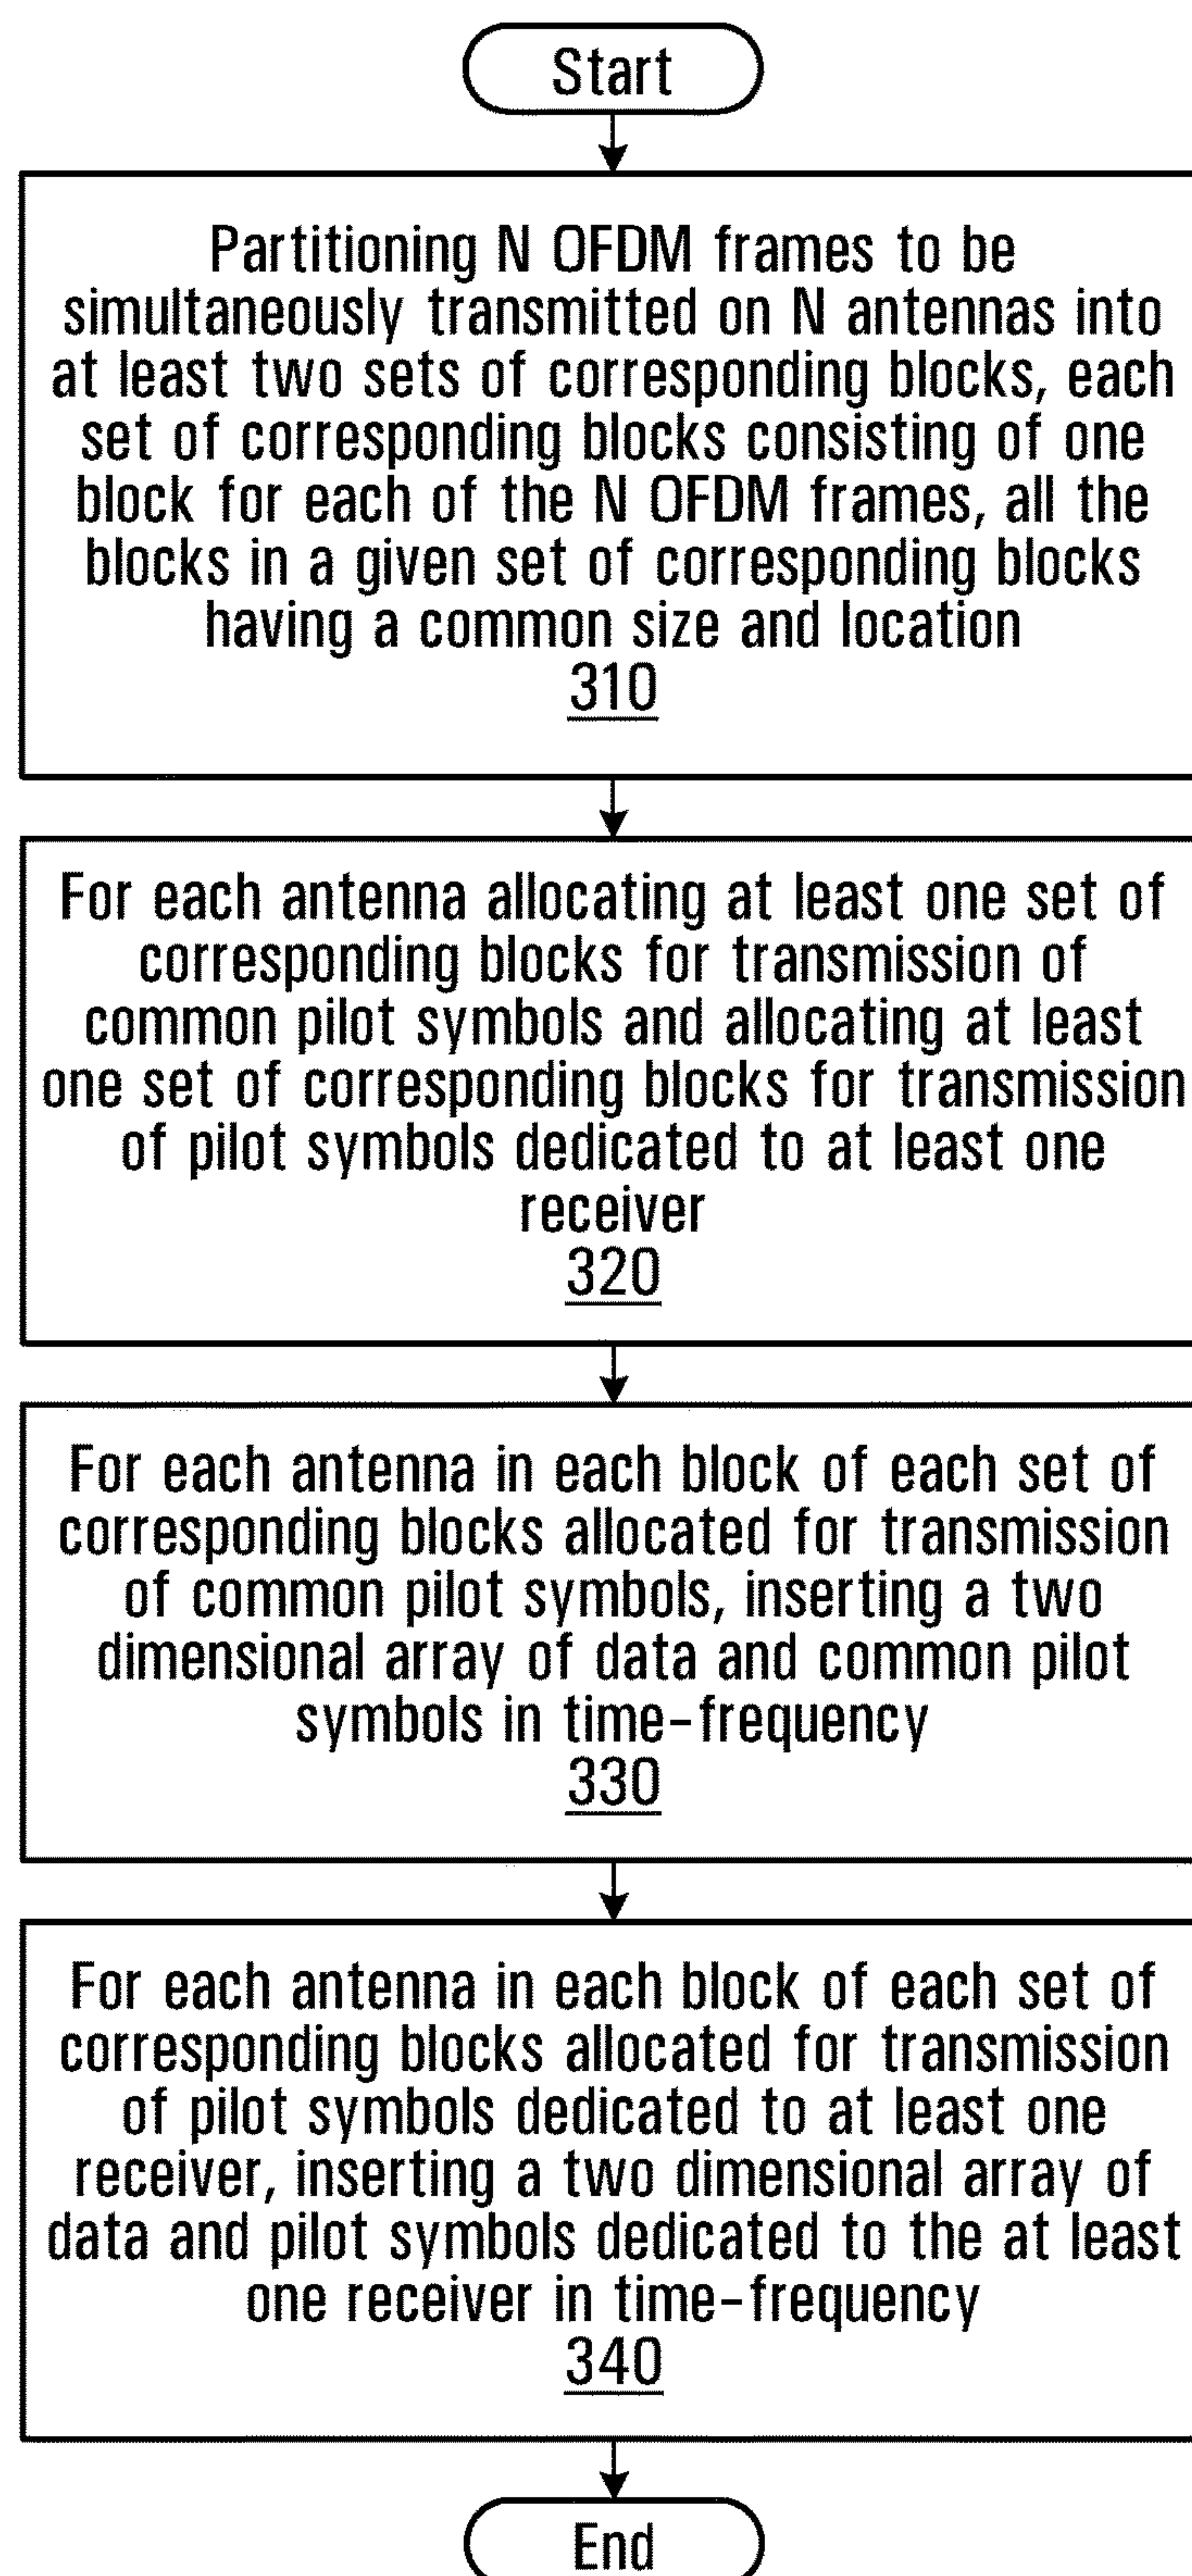 Start
Partitioning N OFDM frames to be
simultaneously transmitted on N antennas into
at least two sets of corresponding blocks, each
set of corresponding blocks consisting of one
block for each of the N OFDM frames, all the
blocks in a given set of corresponding blocks
having a common size and location
310
For each antenna allocating at least one set of
corresponding blocks for transmission of
common pilot symbols and allocating at least
one set of corresponding blocks for transmission
of pilot symbols dedicated to at least one
receiver
320
For each antenna in each block of each set of
corresponding blocks allocated for transmission
of common pilot symbols, inserting a two
dimensional array of data and common pilot
symbols in time-frequency
330
For each antenna in each block of each set of
corresponding blocks allocated for transmission
of pilot symbols dedicated to at least one
receiver, inserting a two dimensional array of
data and pilot symbols dedicated to the at least
one receiver in time-frequency
340
End